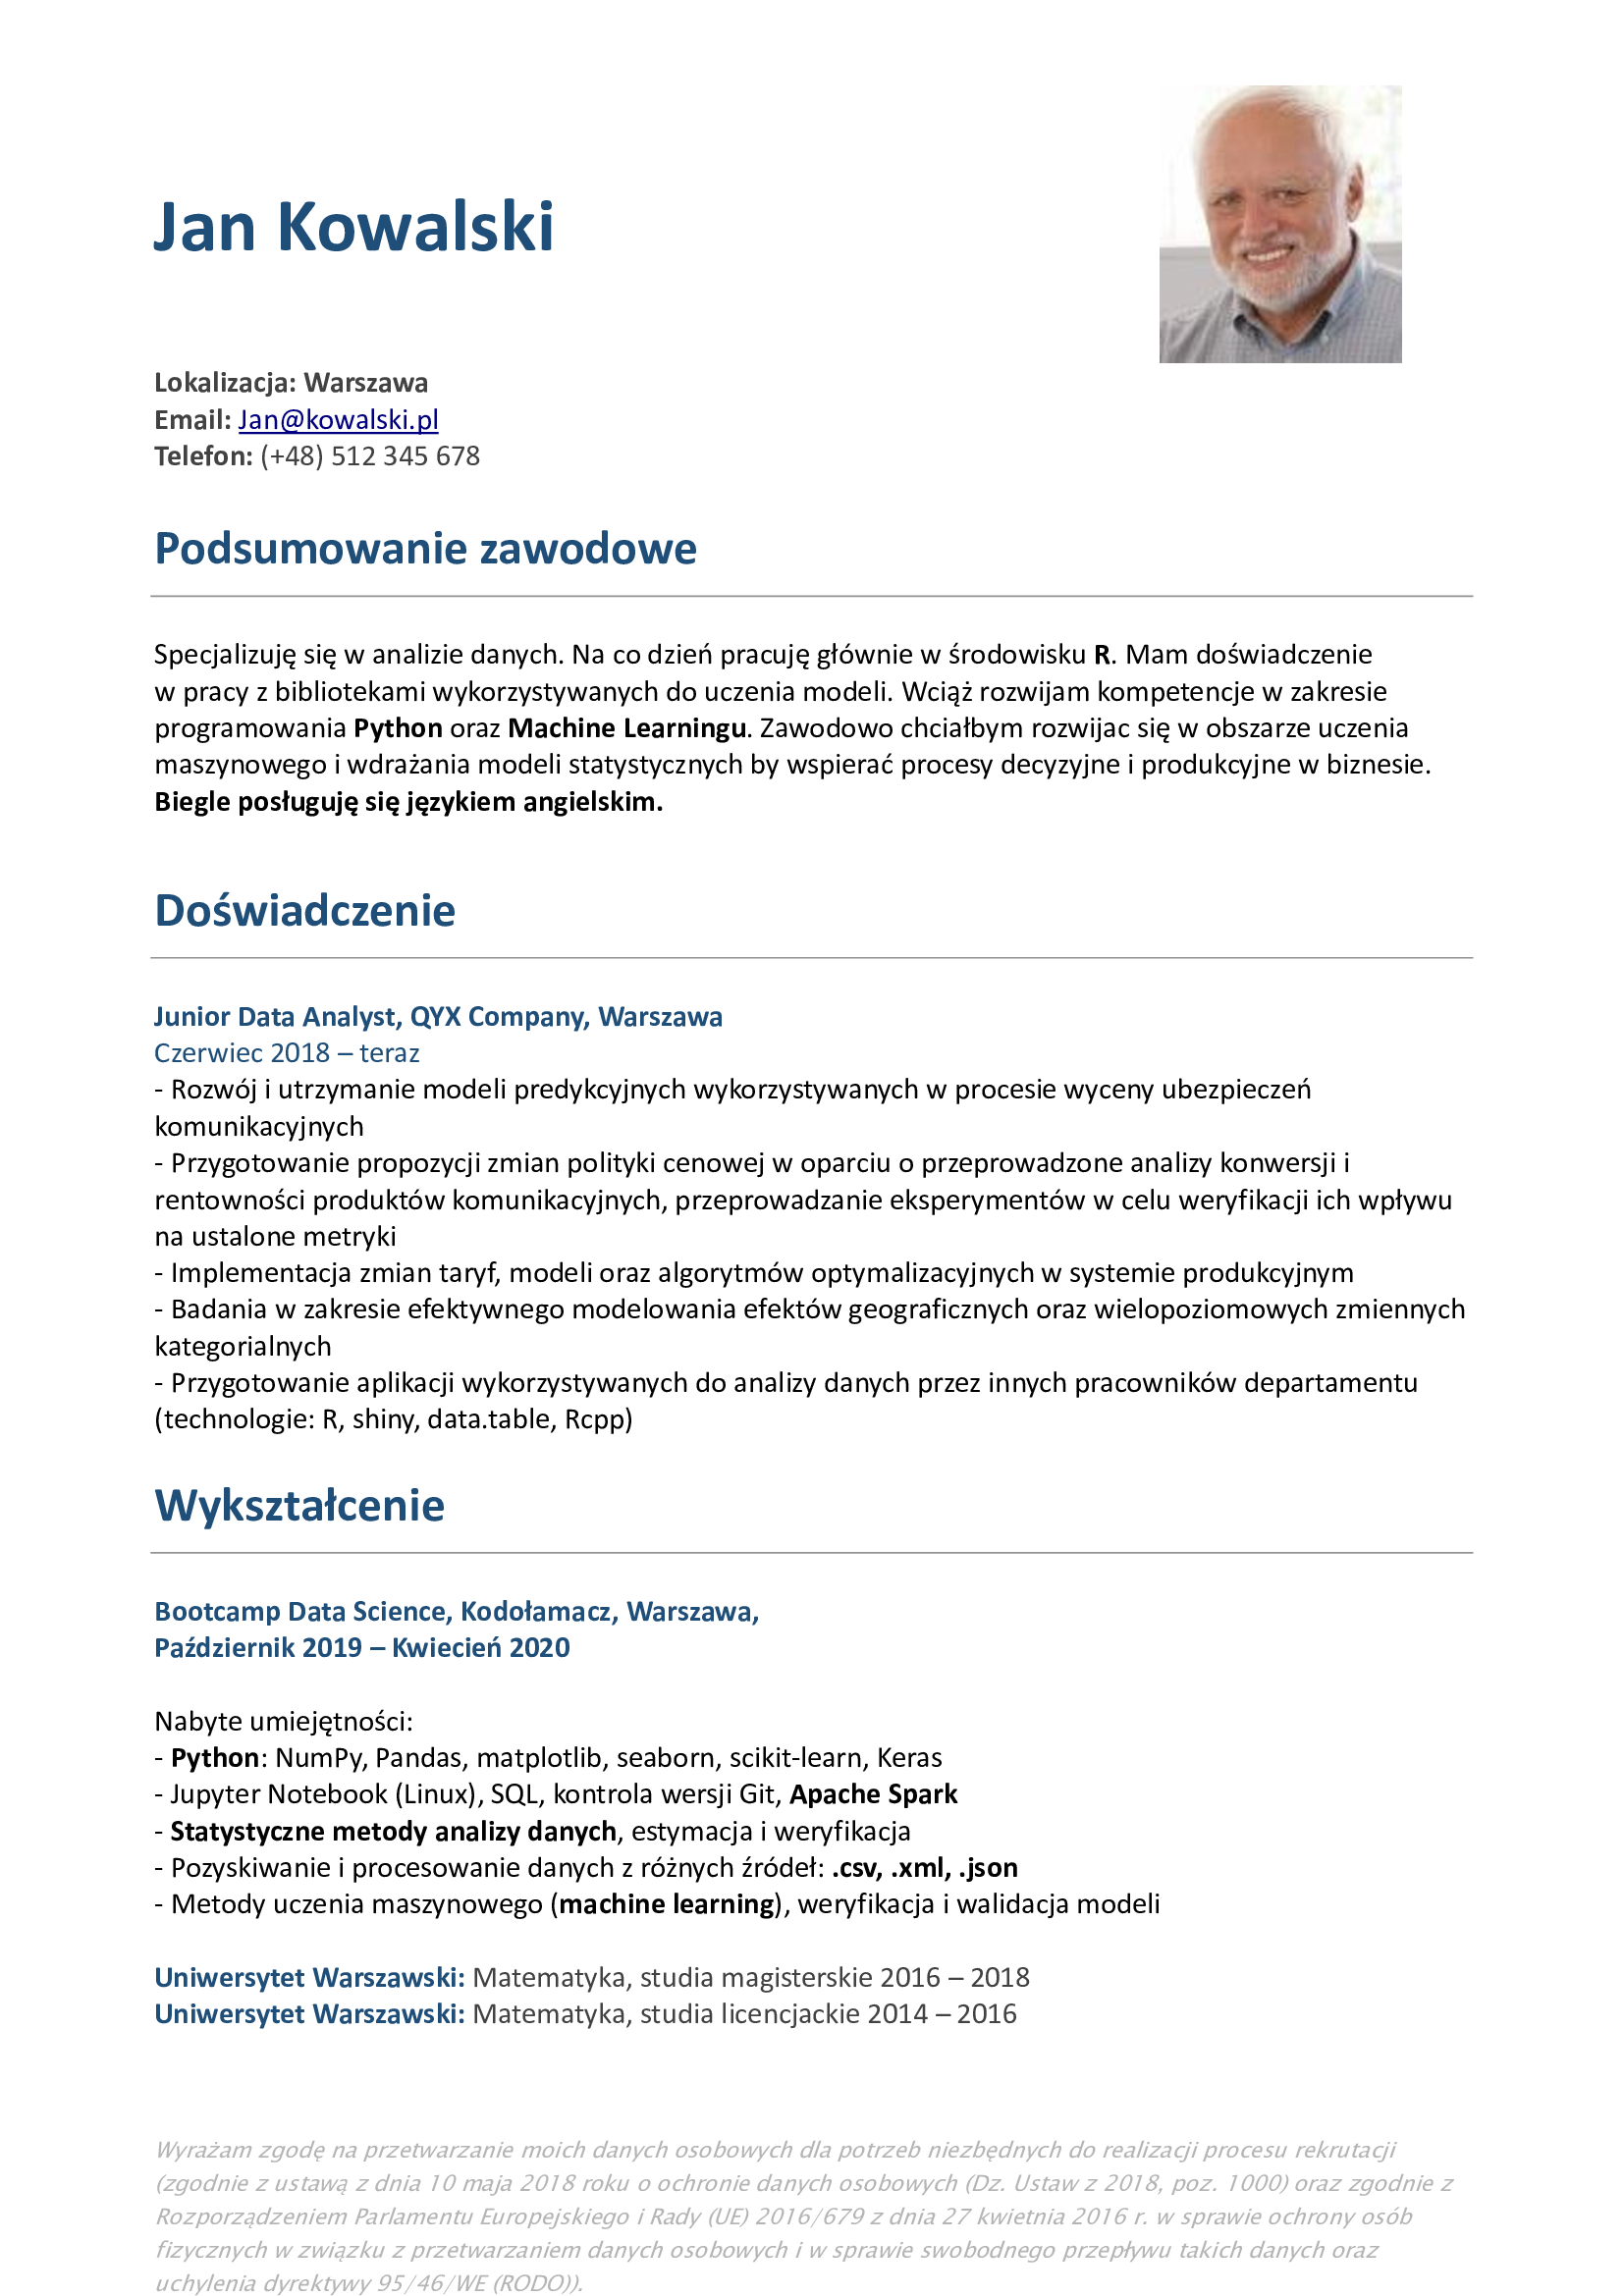 Jan Kowalski
Lokalizacja: Warszawa
Email: Jan@kowalski.pl
Telefon: (+48) 512 345 678
Podsumowanie zawodowe
Specjalizuję się w analizie danych. Na co dzień pracuję głównie w środowisku R. Mam doświadczenie
w pracy z bibliotekami wykorzystywanych do uczenia modeli. Wciąż rozwijam kompetencje w zakresie
programowania Python oraz Machine Learningu. Zawodowo chciałbym rozwijac się w obszarze uczenia
maszynowego i wdrażania modeli statystycznych by wspierać procesy decyzyjne i produkcyjne w biznesie.
Biegle posługuję się językiem angielskim.
Doświadczenie
Junior Data Analyst, QYX Company, Warszawa
Czerwiec 2018 – teraz
- Rozwój i utrzymanie modeli predykcyjnych wykorzystywanych w procesie wyceny ubezpieczeń
komunikacyjnych
- Przygotowanie propozycji zmian polityki cenowej w oparciu o przeprowadzone analizy konwersji i
rentowności produktów komunikacyjnych, przeprowadzanie eksperymentów w celu weryfikacji ich wpływu
na ustalone metryki
- Implementacja zmian taryf, modeli oraz algorytmów optymalizacyjnych w systemie produkcyjnym
- Badania w zakresie efektywnego modelowania efektów geograficznych oraz wielopoziomowych zmiennych
kategorialnych
- Przygotowanie aplikacji wykorzystywanych do analizy danych przez innych pracowników departamentu
(technologie: R, shiny, data.table, Rcpp)
Wykształcenie
Bootcamp Data Science, Kodołamacz, Warszawa,
Październik 2019 – Kwiecień 2020
Nabyte umiejętności:
- Python: NumPy, Pandas, matplotlib, seaborn, scikit-learn, Keras
- Jupyter Notebook (Linux), SQL, kontrola wersji Git, Apache Spark
- Statystyczne metody analizy danych, estymacja i weryfikacja
- Pozyskiwanie i procesowanie danych z różnych źródeł: .csv, .xml, .json
- Metody uczenia maszynowego (machine learning), weryfikacja i walidacja modeli
Uniwersytet Warszawski: Matematyka, studia magisterskie 2016 – 2018
Uniwersytet Warszawski: Matematyka, studia licencjackie 2014 – 2016
Wyrażam zgodę na przetwarzanie moich danych osobowych dla potrzeb niezbędnych do realizacji procesu rekrutacji
(zgodnie z ustawą z dnia 10 maja 2018 roku o ochronie danych osobowych (Dz. Ustaw z 2018, poz. 1000) oraz zgodnie z
Rozporządzeniem Parlamentu Europejskiego i Rady (UE) 2016/679 z dnia 27 kwietnia 2016 r. w sprawie ochrony osób
fizycznych w związku z przetwarzaniem danych osobowych i w sprawie swobodnego przepływu takich danych oraz
uchylenia dyrektywy 95/46/WE (RODO)).